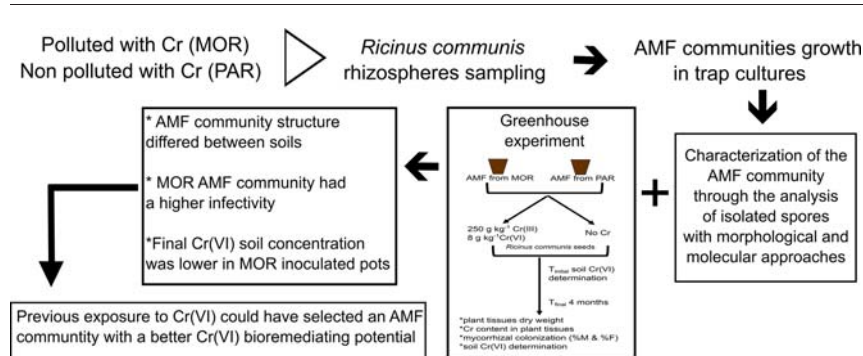 Polluted with Cr (MOR)
Non polluted with Cr (PAR)
Ricinus communis
rhizospheres sampling
AMF communities growth
in trap cultures
Characterization of the
AMF community
through the analysis
of isolated spores
with morphological and
molecular approaches
+
Greenhouse
experiment
AMF from MOR
AMF from PAR
250 g kg⁻¹ Cr(III)
8 g kg⁻¹Cr(VI)
No Cr
Ricinus communis seeds
Tinitial soil Cr(VI)
determination
Tfinal 4 months
*plant tissues dry weight
*Cr content in plant tissues
*mycorrhizal colonization (%M & %F)
*soil Cr(VI) determination
* AMF community structure
differed between soils
* MOR AMF community had
a higher infectivity
*Final Cr(VI) soil concentration
was lower in MOR inoculated pots
Previous exposure to Cr(VI) could have selected an AMF
communtity with a better Cr(VI) bioremediating potential